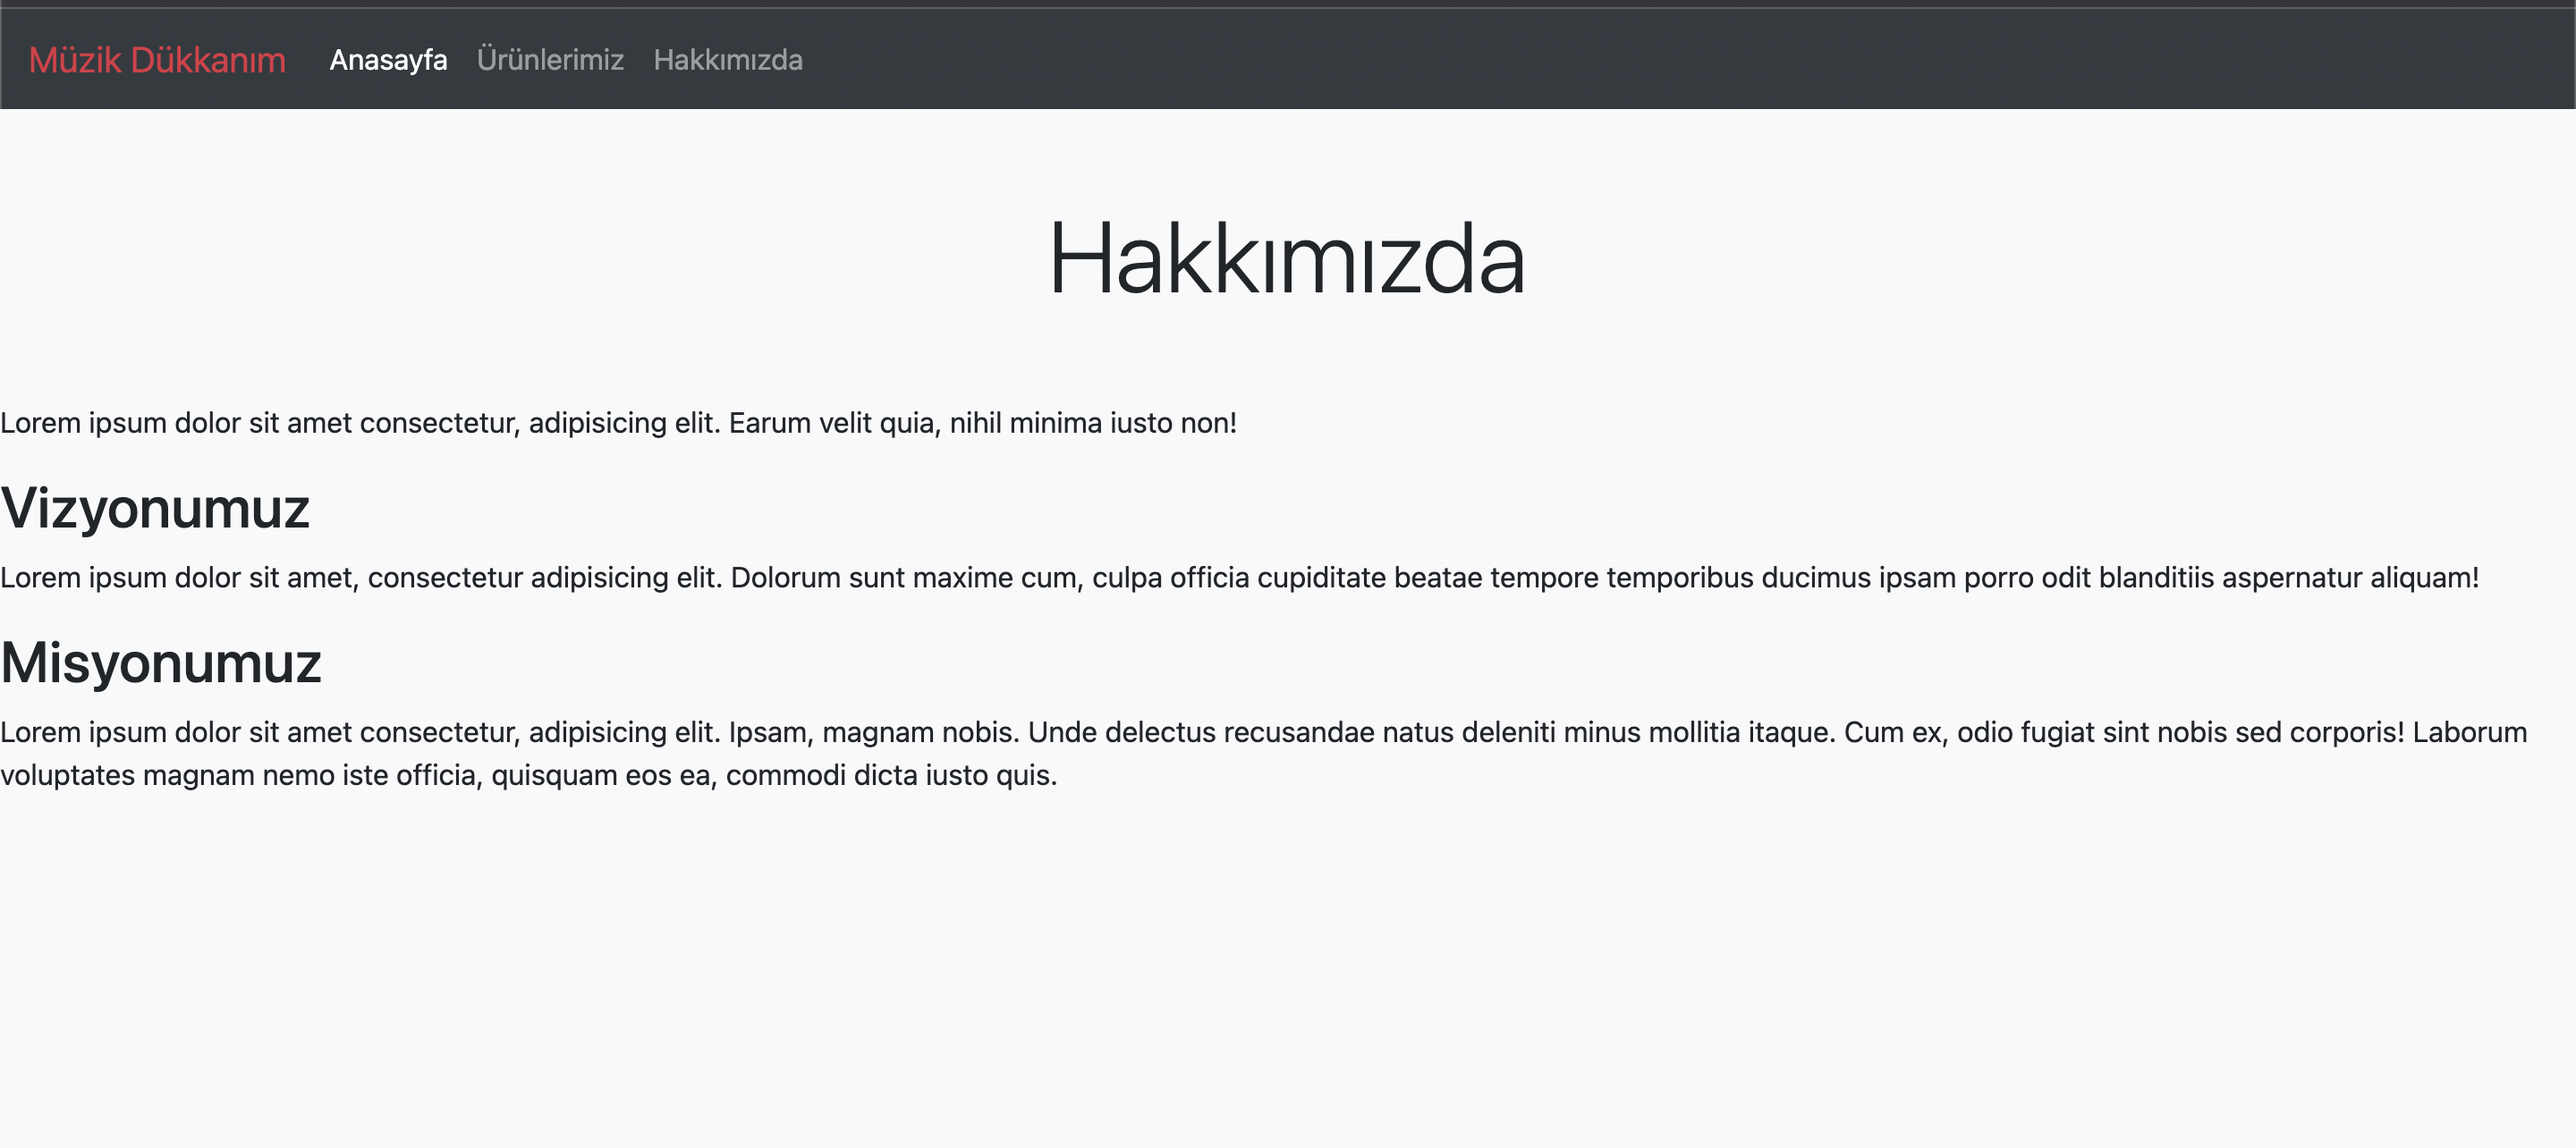 Müzik Dükkanım Anasayfa Ürünlerimiz Hakkımızda
Hakkımızda
Lorem ipsum dolor sit amet consectetur, adipisicing elit. Earum velit quia, nihil minima iusto non!
Vizyonumuz
Lorem ipsum dolor sit amet, consectetur adipisicing elit. Dolorum sunt maxime cum, culpa officia cupiditate beatae tempore temporibus ducimus ipsam porro odit blanditiis aspernatur aliquam!
Misyonumuz
Lorem ipsum dolor sit amet consectetur, adipisicing elit. Ipsam, magnam nobis. Unde delectus recusandae natus deleniti minus mollitia itaque. Cum ex, odio fugiat sint nobis sed corporis! Laborum
voluptates magnam nemo iste officia, quisquam eos ea, commodi dicta iusto quis.